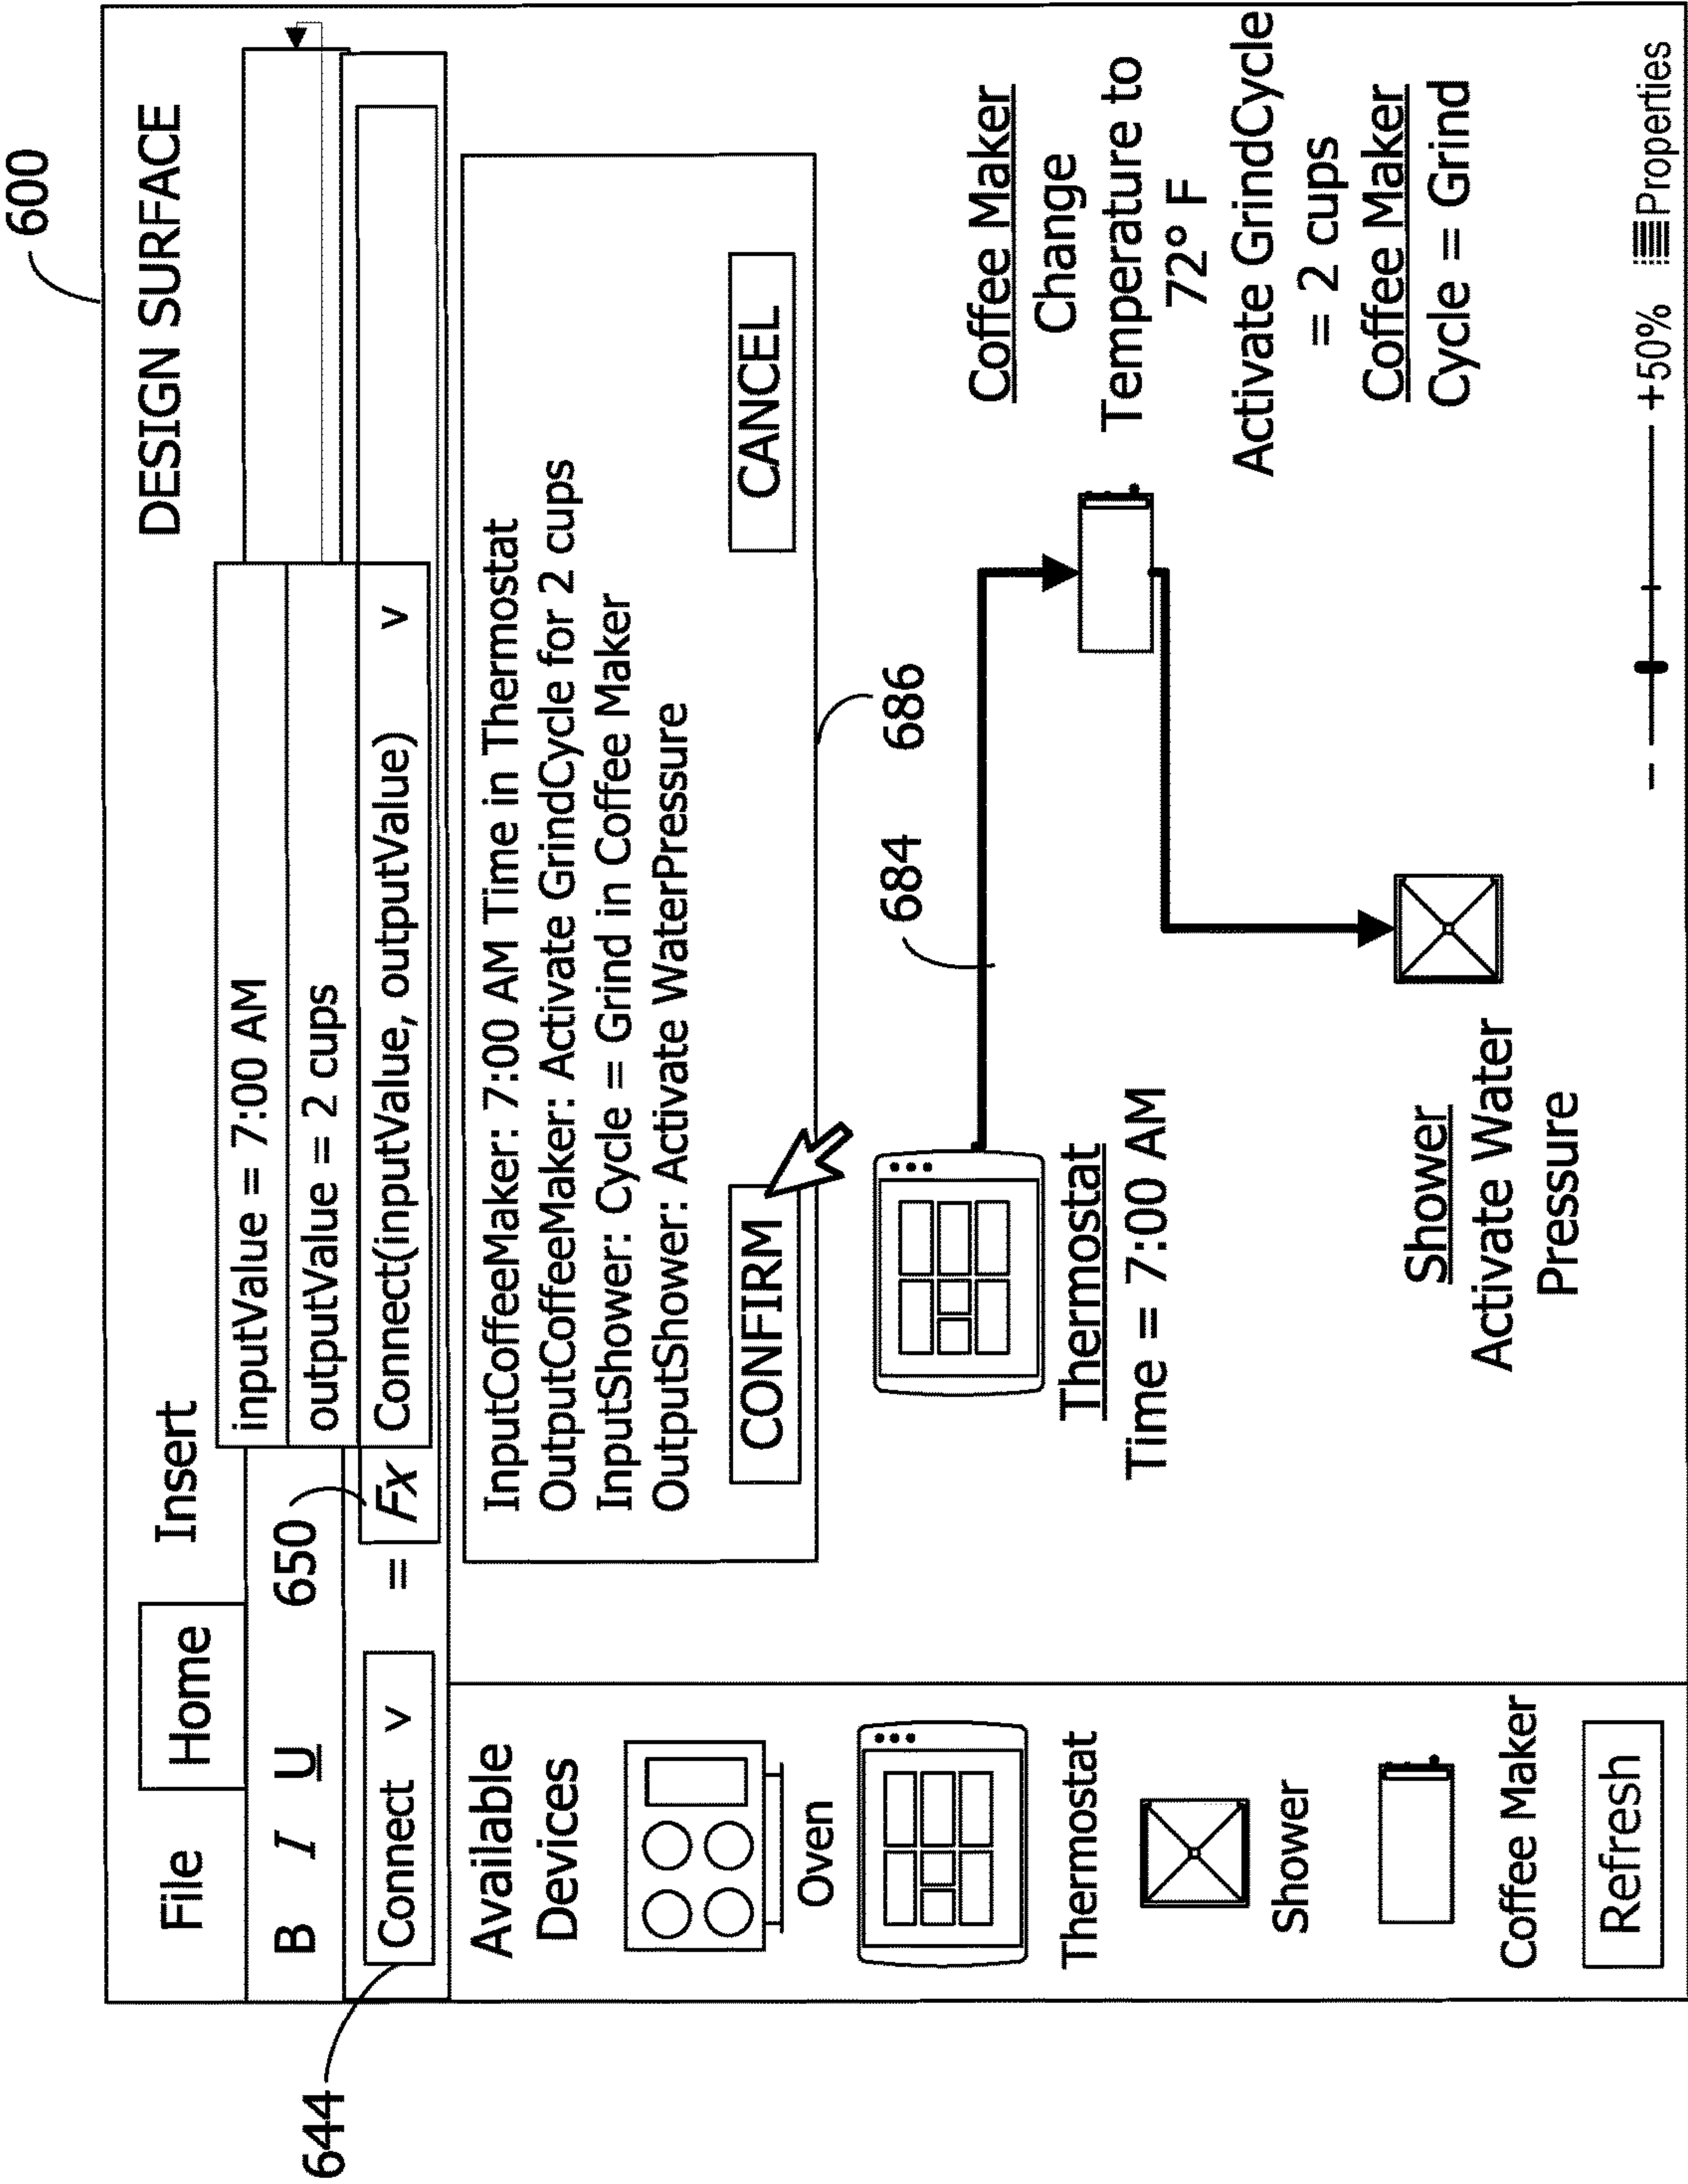 600
File Home Insert DESIGN SURFACE
B I U 650
inputValue = 7:00 AM
outputValue = 2 cups
644
Connect v = Fx Connect(inputValue, outputValue) v
Available
Devices
Oven
Thermostat
Shower
Coffee Maker
Refresh
InputCoffeeMaker: 7:00 AM Time in Thermostat
OutputCoffeeMaker: Activate GrindCycle for 2 cups
InputShower: Cycle = Grind in Coffee Maker
OutputShower: Activate WaterPressure
CONFIRM CANCEL
684 686
Thermostat
Time = 7:00 AM
Coffee Maker
Change
Temperature to
72° F
Activate GrindCycle
= 2 cups
Coffee Maker
Cycle = Grind
Shower
Activate Water
Pressure
– +50% Properties